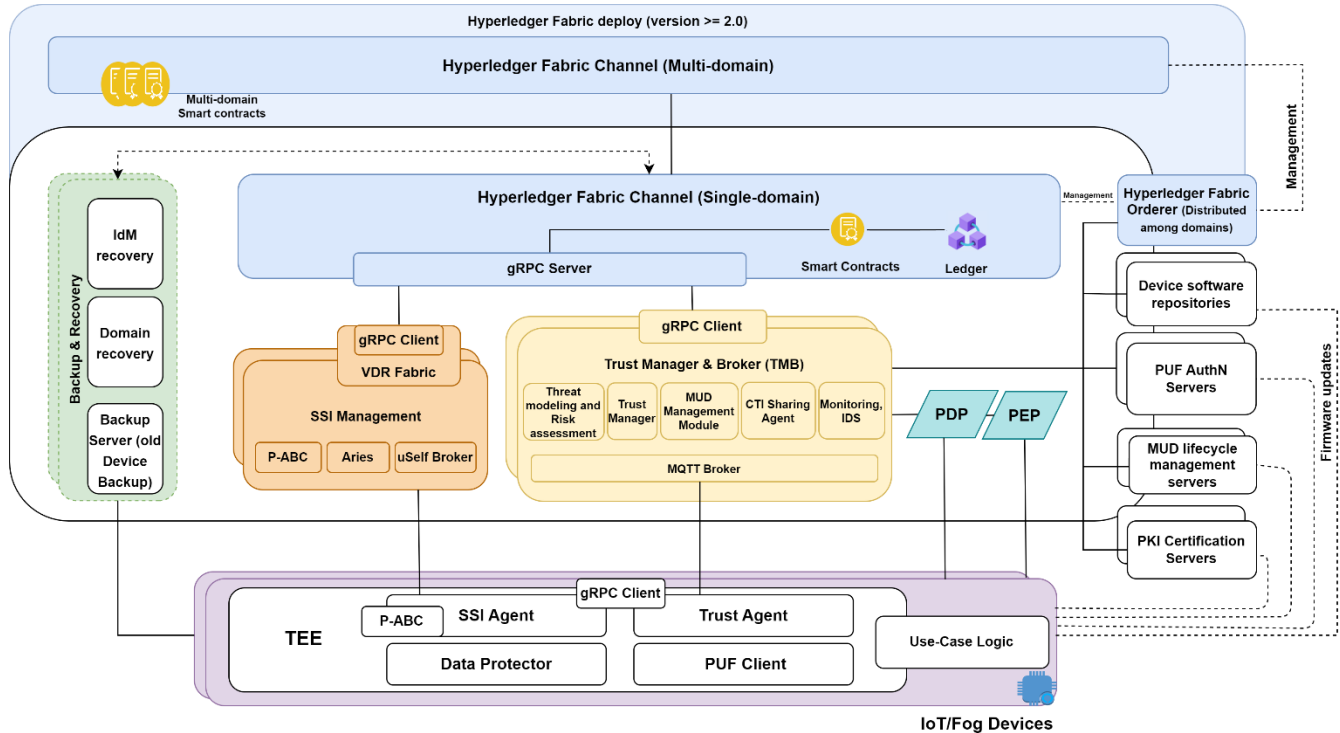 Hyperledger Fabric deploy (version >= 2.0)
Hyperledger Fabric Channel (Multi-domain)
Multi-domain
Smart contracts
Management
Hyperledger Fabric Channel (Single-domain)
Management
Hyperledger Fabric
Orderer (Distributed
among domains)
Smart Contracts
Ledger
gRPC Server
Backup & Recovery
IdM
recovery
Domain
recovery
Backup
Server (old
Device
Backup)
gRPC Client
VDR Fabric
SSI Management
P-ABC
Aries
uSelf Broker
gRPC Client
Trust Manager & Broker (TMB)
Threat
modeling and
Risk
assessment
Trust
Manager
MUD
Management
Module
CTI Sharing
Agent
Monitoring,
IDS
MQTT Broker
PDP
PEP
Device software
repositories
PUF AuthN
Servers
MUD lifecycle
management
servers
PKI Certification
Servers
Firmware updates
gRPC Client
TEE
SSI Agent
P-ABC
Trust Agent
Data Protector
PUF Client
Use-Case Logic
IoT/Fog Devices